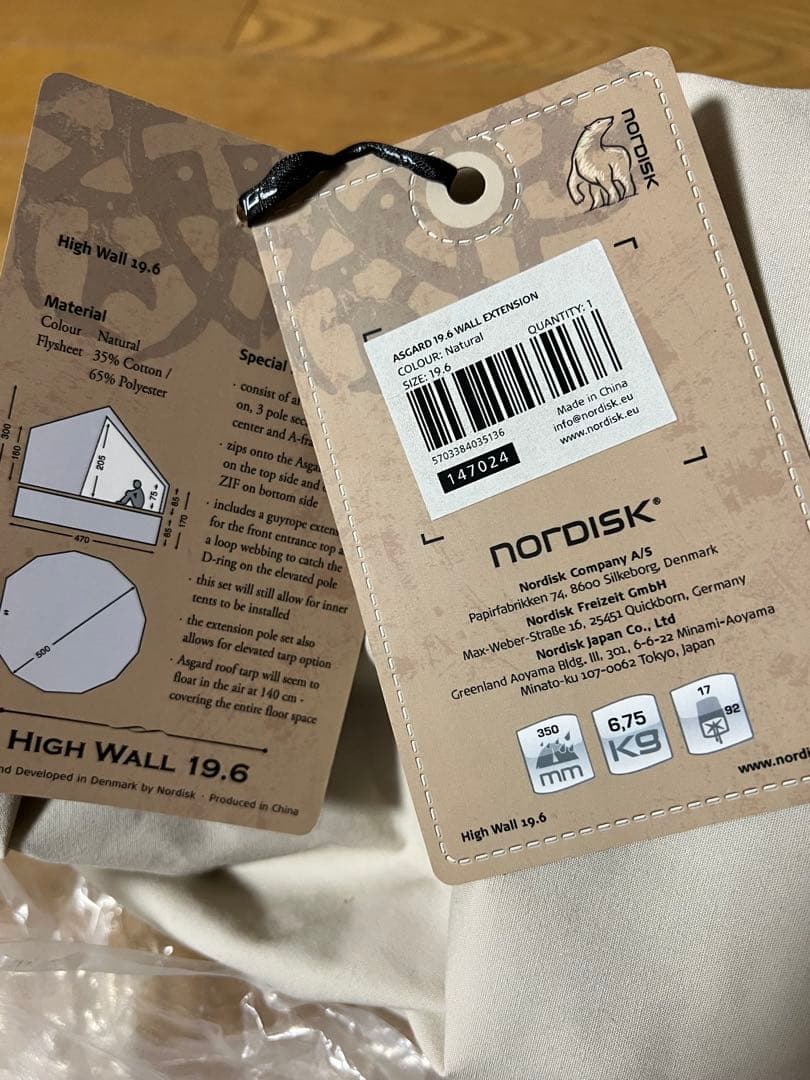 High Wall 19.6
Material
Colour Natural
Flysheet 35% Cotton /
65% Polyester
Special
· consist of
on, 3 pole
center and
· zips onto the
on the top side and
ZIF on bottom side
· includes a guyrope
for the front entrance top
a loop webbing to catch the
D-ring on the elevated pole
· this set will still allow for inner
tents to be installed
· the extension pole set also
allows for elevated tarp option
· Asgard roof tarp will seem to
float in the air at 140 cm -
covering the entire floor space
300
160
205
75
85
85
170
470
500
HIGH WALL 19.6
Developed in Denmark by Nordisk · Produced in China
NORDISK
ASGARD 19.6 WALL EXTENSION
COLOUR: Natural
SIZE: 19.6
QUANTITY: 1
5703384035136
147024
Made in China
info@nordisk.eu
www.nordisk.eu
NORDISK®
Nordisk Company A/S
Papirfabrikken 74, 8600 Silkeborg, Denmark
Nordisk Freizeit GmbH
Max-Weber-Straße 16, 25451 Quickborn, Germany
Nordisk Japan Co., Ltd
Greenland Aoyama Bldg. III, 301, 6-6-22 Minami-Aoyama
Minato-ku 107-0062 Tokyo, Japan
350
mm
6,75
KG
17
92
High Wall 19.6